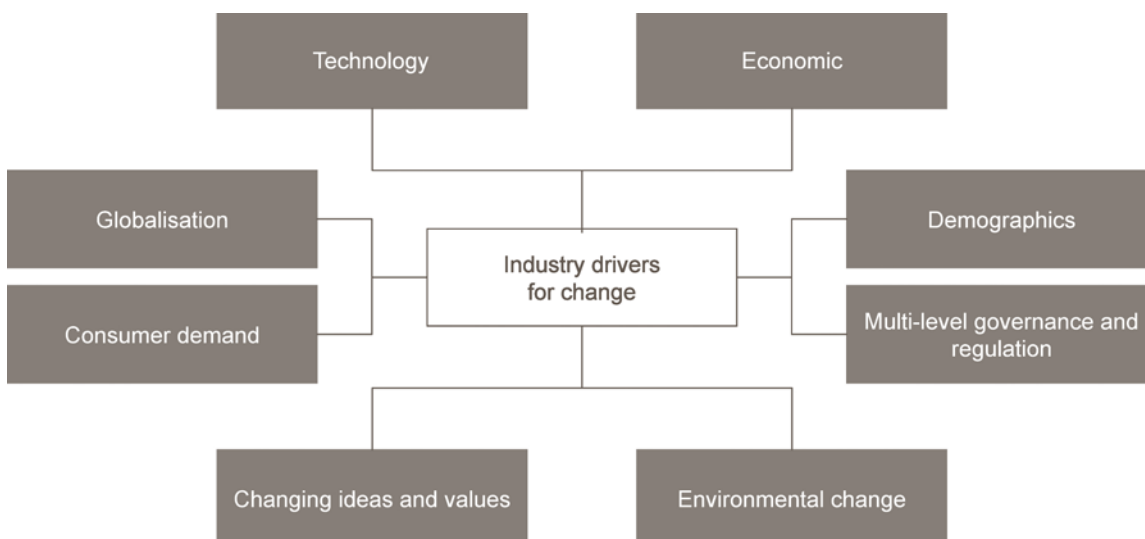 Technology
Economic
Globalisation
Demographics
Industry drivers
for change
Consumer demand
Multi-level governance and
regulation
Changing ideas and values
Environmental change